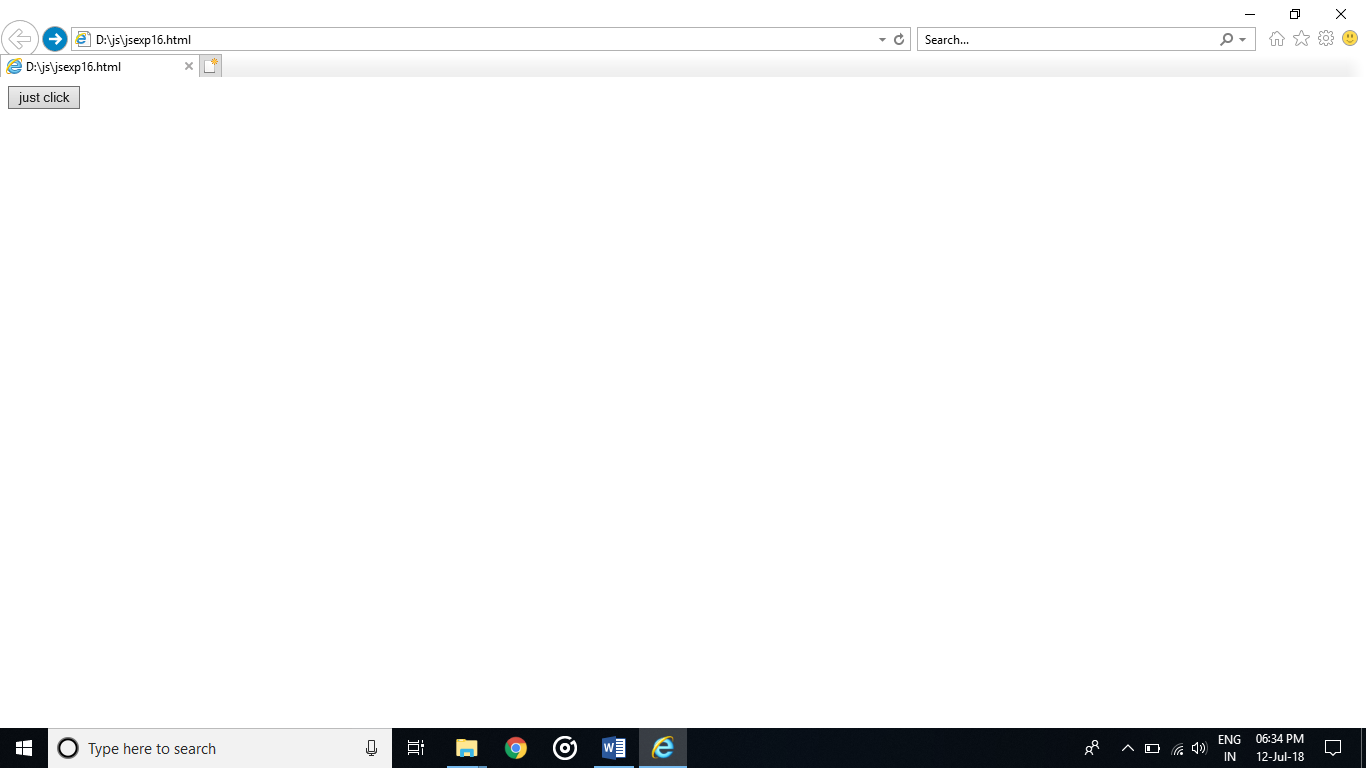 D:\js\jsexp16.html
Search...
D:\js\jsexp16.html
just click
Type here to search
W
ENG
IN
06:34 PM
12-Jul-18